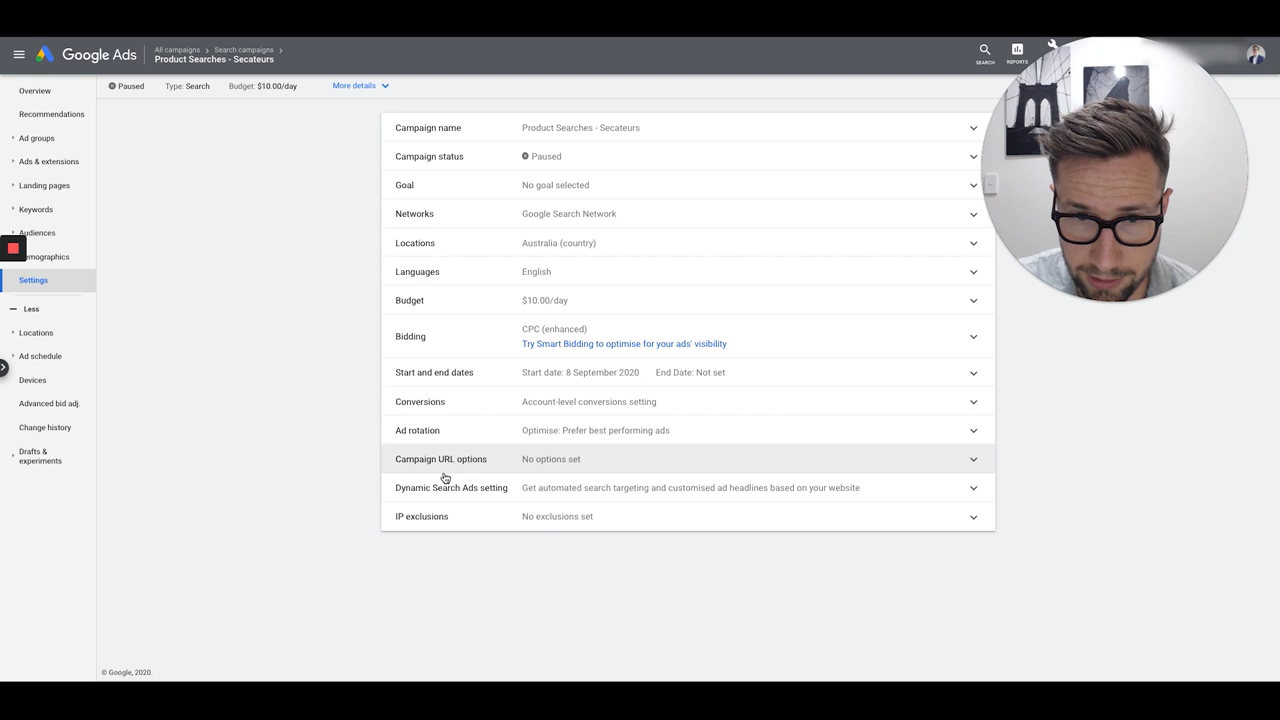 Google Ads
All campaigns > Search campaigns >
Product Searches - Secateurs
SEARCH
REPORTS
Paused Type: Search Budget: $10.00/day More details
Overview
Recommendations
Ad groups
Ads & extensions
Landing pages
Keywords
Audiences
Settings
Less
Locations
Ad schedule
Devices
Advanced bid adj.
Change history
Drafts &
experiments
Campaign name Product Searches - Secateurs
Campaign status Paused
Goal No goal selected
Networks Google Search Network
Locations Australia (country)
Languages English
Budget $10.00/day
Bidding CPC (enhanced)
Try Smart Bidding to optimise for your ads' visibility
Start and end dates Start date: 8 September 2020 End Date: Not set
Conversions Account-level conversions setting
Ad rotation Optimise: Prefer best performing ads
Campaign URL options No options set
Dynamic Search Ads setting Get automated search targeting and customised ad headlines based on your website
IP exclusions No exclusions set
© Google, 2020.